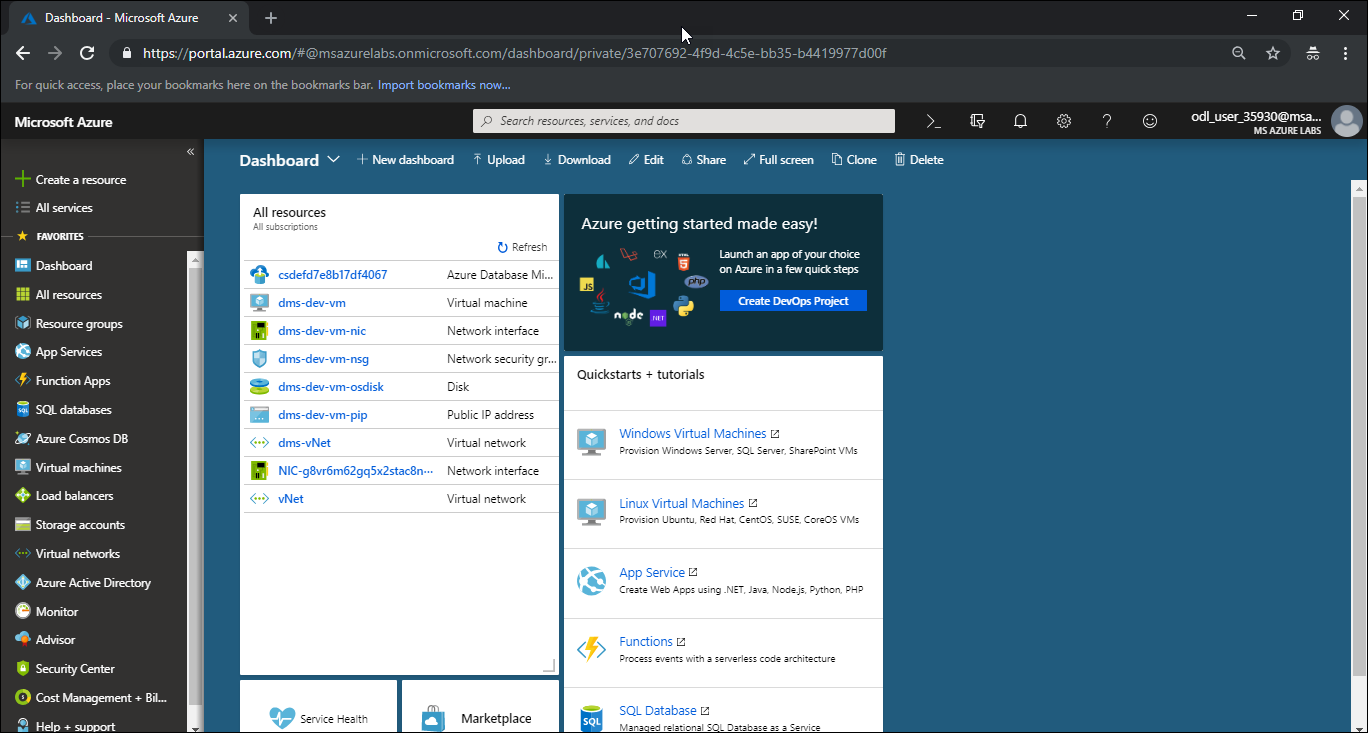 Dashboard - Microsoft Azure
https://portal.azure.com/#@msazurelabs.onmicrosoft.com/dashboard/private/3e707692-4f9d-4c5e-bb35-b4419977d00f
For quick access, place your bookmarks here on the bookmarks bar. Import bookmarks now...
Microsoft Azure
Search resources, services, and docs
odl_user_35930@msa...
MS AZURE LABS
Create a resource
All services
FAVORITES
Dashboard
All resources
Resource groups
App Services
Function Apps
SQL databases
Azure Cosmos DB
Virtual machines
Load balancers
Storage accounts
Virtual networks
Azure Active Directory
Monitor
Advisor
Security Center
Cost Management + Bil...
Help + support
Dashboard
New dashboard
Upload
Download
Edit
Share
Full screen
Clone
Delete
All resources
All subscriptions
Refresh
csdefd7e8b17df4067 Azure Database Mi...
dms-dev-vm Virtual machine
dms-dev-vm-nic Network interface
dms-dev-vm-nsg Network security gr...
dms-dev-vm-osdisk Disk
dms-dev-vm-pip Public IP address
dms-vNet Virtual network
NIC-g8vr6m62gq5x2stac8n··· Network interface
vNet Virtual network
Service Health
Marketplace
Azure getting started made easy!
Launch an app of your choice
on Azure in a few quick steps
Create DevOps Project
ex
HTML
5
JS
php
node
NET
Quickstarts + tutorials
Windows Virtual Machines
Provision Windows Server, SQL Server, SharePoint VMs
Linux Virtual Machines
Provision Ubuntu, Red Hat, CentOS, SUSE, CoreOS VMs
App Service
Create Web Apps using .NET, Java, Node.js, Python, PHP
Functions
Process events with a serverless code architecture
SQL
SQL Database
Managed relational SQL Database as a Service